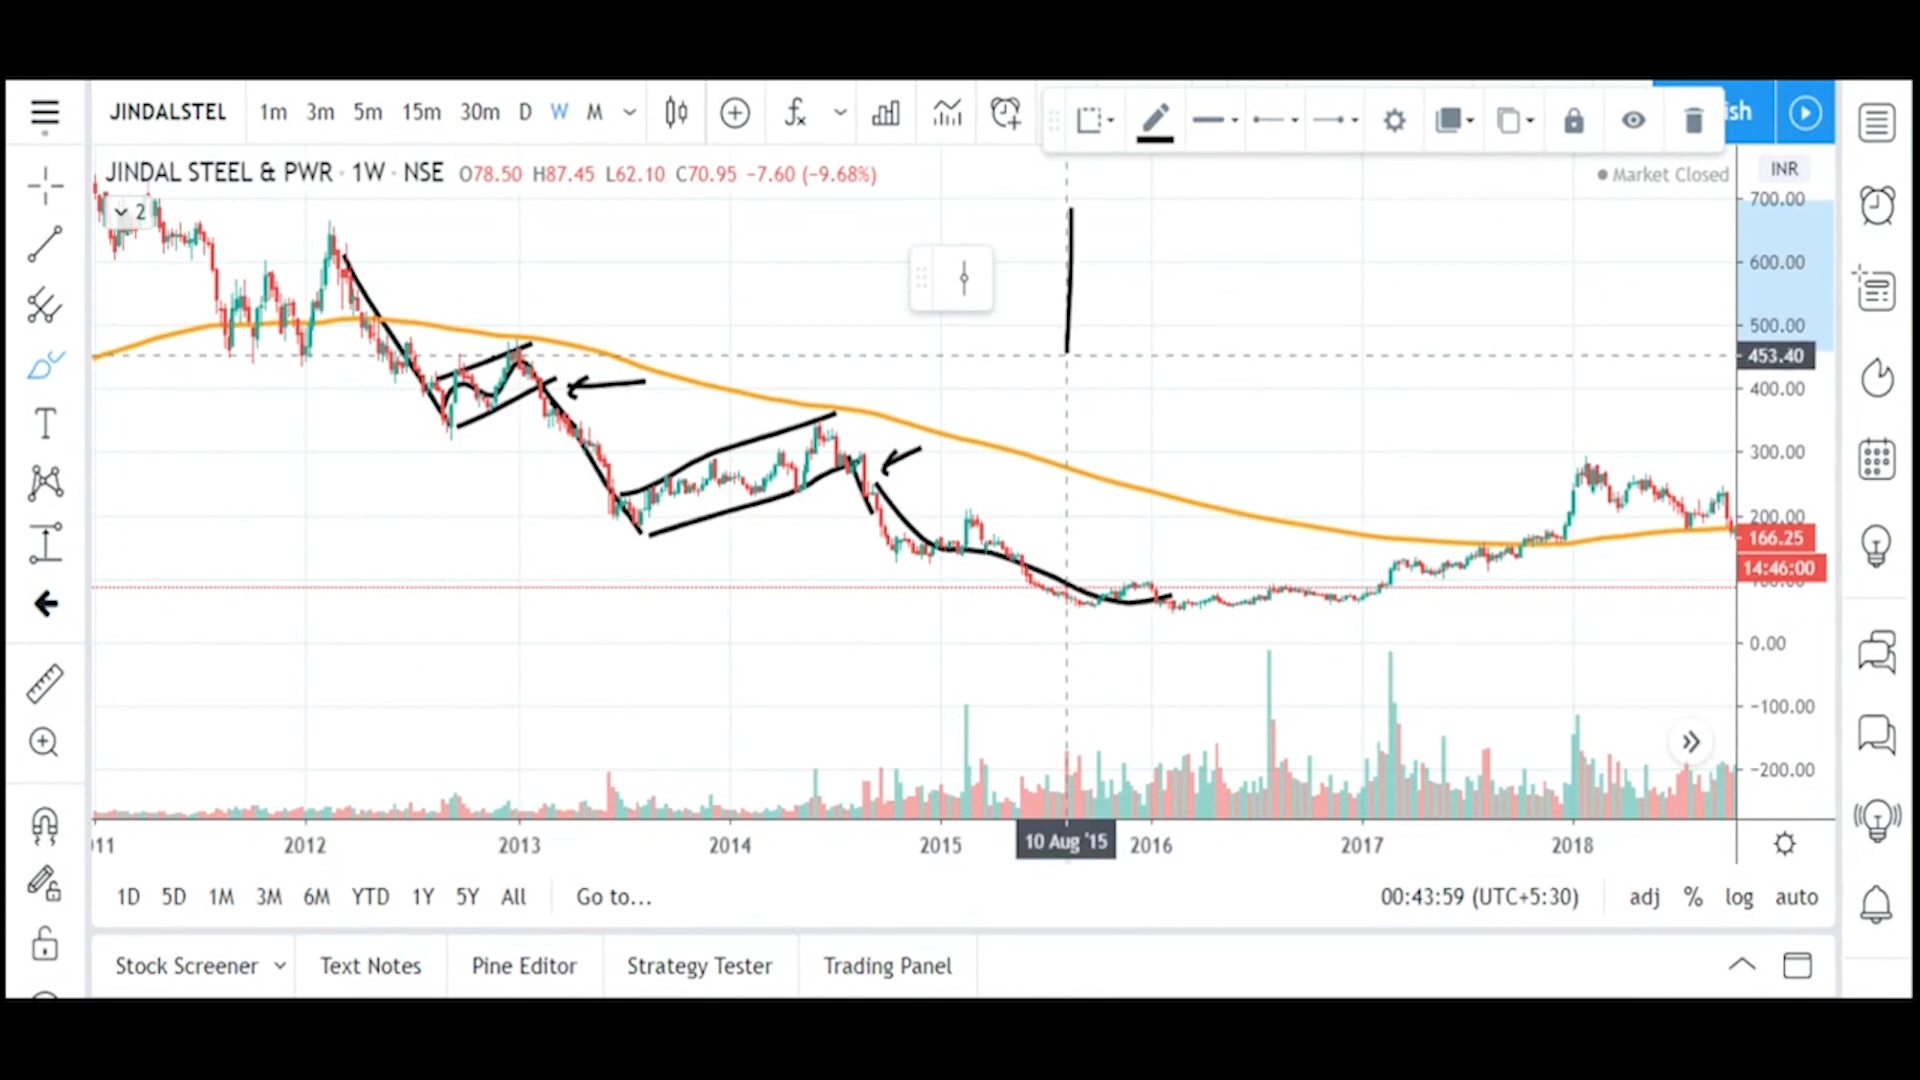 JINDALSTEL 1m 3m 5m 15m 30m D W M ish
JINDAL STEEL & PWR · 1W · NSE O78.50 H87.45 L62.10 C70.95 −7.60 (−9.68%)
Market Closed
INR
2
700.00
600.00
500.00
453.40
400.00
300.00
200.00
166.25
14:46:00
0.00
−100.00
−200.00
2012 2013 2014 2015 10 Aug '15 2016 2017 2018
1D 5D 1M 3M 6M YTD 1Y 5Y All Go to... 00:43:59 (UTC+5:30) adj % log auto
Stock Screener Text Notes Pine Editor Strategy Tester Trading Panel